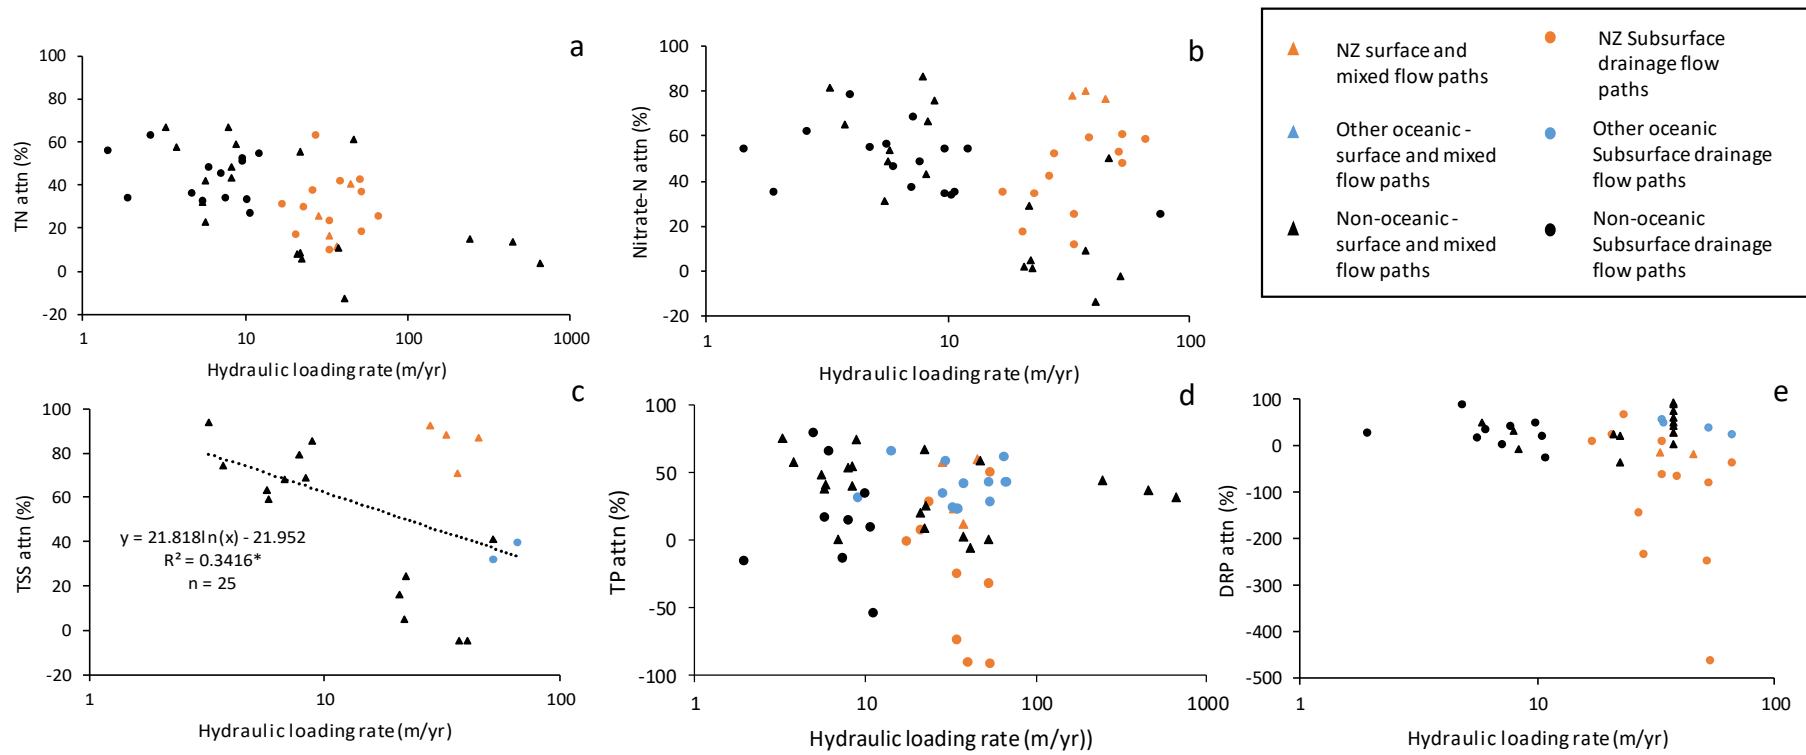 a
100
80
60
40
20
0
-20
TN attn (%)
1
10
100
1000
Hydraulic loading rate (m/yr)
b
100
80
60
40
20
0
-20
Nitrate-N attn (%)
1
10
100
Hydraulic loading rate (m/yr)
NZ surface and
mixed flow paths
NZ Subsurface
drainage flow
paths
Other oceanic -
surface and mixed
flow paths
Other oceanic
Subsurface drainage
flow paths
Non-oceanic -
surface and mixed
flow paths
Non-oceanic
Subsurface drainage
flow paths
c
100
80
60
40
20
0
-20
TSS attn (%)
y = 21.818ln(x) - 21.952
R² = 0.3416*
n = 25
1
10
100
Hydraulic loading rate (m/yr)
d
100
50
0
-50
-100
TP attn (%)
1
10
100
1000
Hydraulic loading rate (m/yr))
e
100
0
-100
-200
-300
-400
-500
DRP attn (%)
1
10
100
Hydraulic loading rate (m/yr)